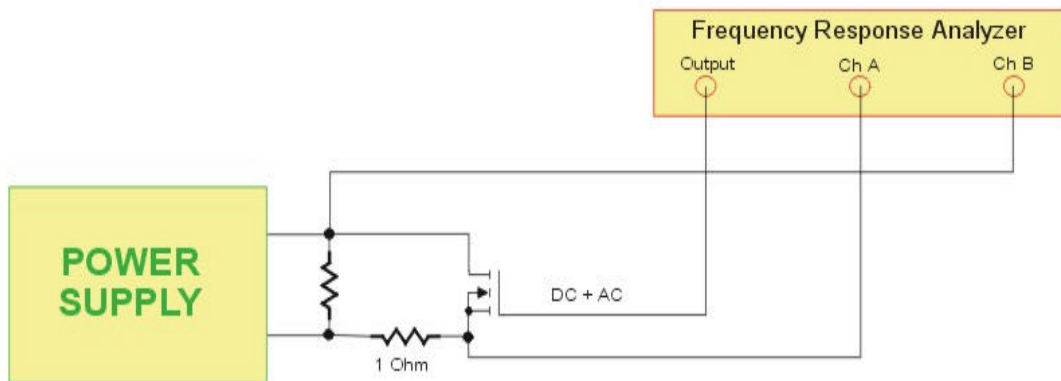 Frequency Response Analyzer
Output
Ch A
Ch B
POWER
SUPPLY
DC + AC
1 Ohm